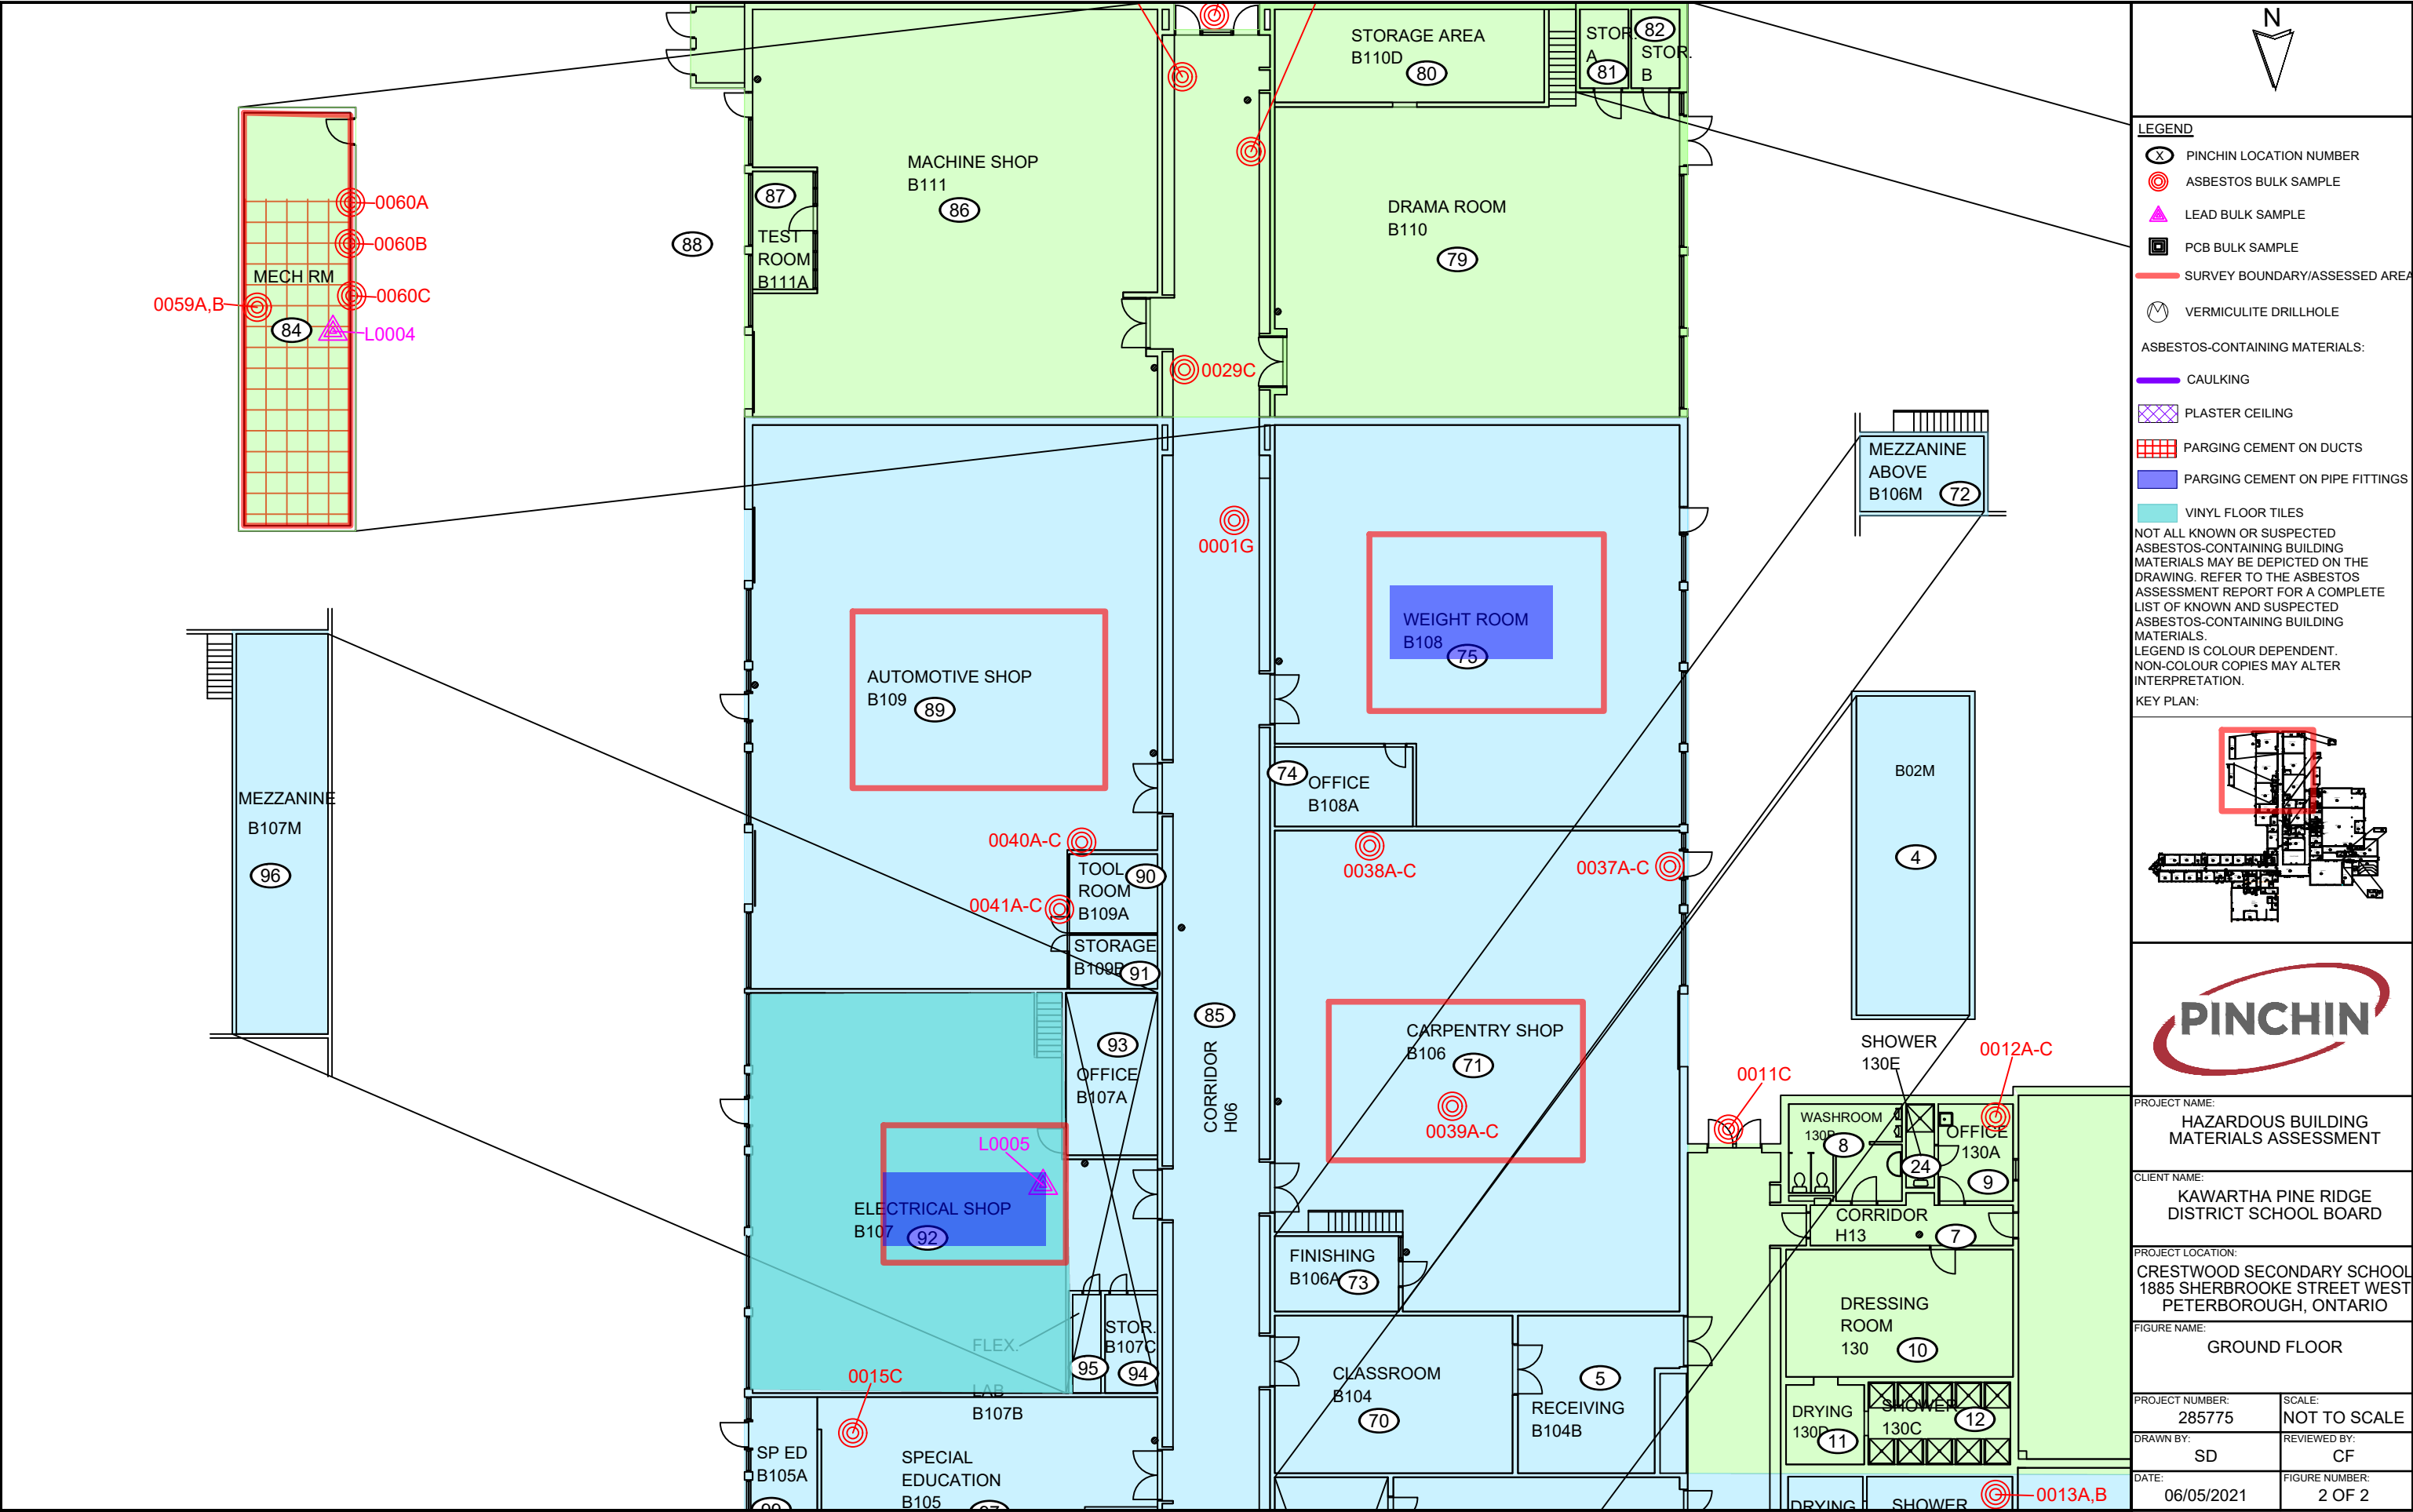 STORAGE AREA
B110D
80
STOR.
A
81
82
STOR.
B
MACHINE SHOP
B111
86
87
TEST
ROOM
B111A
88
DRAMA ROOM
B110
79
0060A
0060B
MECH RM
0060C
0059A,B
84
L0004
0029C
0001G
WEIGHT ROOM
B108
75
AUTOMOTIVE SHOP
B109
89
MEZZANINE
ABOVE
B106M
72
74
OFFICE
B108A
B02M
4
MEZZANINE
B107M
96
0040A-C
TOOL
ROOM
B109A
90
0041A-C
STORAGE
B109B
91
0038A-C
0037A-C
85
CORRIDOR
H06
93
OFFICE
B107A
CARPENTRY SHOP
B106
71
0039A-C
L0005
ELECTRICAL SHOP
B107
92
FINISHING
B106A
73
FLEX.
LAB
B107B
95
STOR.
B107C
94
0015C
SP ED
B105A
SPECIAL
EDUCATION
B105
CLASSROOM
B104
70
5
RECEIVING
B104B
SHOWER
130E
0012A-C
0011C
WASHROOM
8
24
OFFICE
130A
9
CORRIDOR
H13
7
DRESSING
ROOM
130
10
DRYING
11
SHOWER
130C
12
DRYING
SHOWER
0013A,B
N
LEGEND
X PINCHIN LOCATION NUMBER
ASBESTOS BULK SAMPLE
LEAD BULK SAMPLE
PCB BULK SAMPLE
SURVEY BOUNDARY/ASSESSED AREA
VERMICULITE DRILLHOLE
ASBESTOS-CONTAINING MATERIALS:
CAULKING
PLASTER CEILING
PARGING CEMENT ON DUCTS
PARGING CEMENT ON PIPE FITTINGS
VINYL FLOOR TILES
NOT ALL KNOWN OR SUSPECTED
ASBESTOS-CONTAINING BUILDING
MATERIALS MAY BE DEPICTED ON THE
DRAWING. REFER TO THE ASBESTOS
ASSESSMENT REPORT FOR A COMPLETE
LIST OF KNOWN AND SUSPECTED
ASBESTOS-CONTAINING BUILDING
MATERIALS.
LEGEND IS COLOUR DEPENDENT.
NON-COLOUR COPIES MAY ALTER
INTERPRETATION.
KEY PLAN:
PINCHIN
PROJECT NAME:
HAZARDOUS BUILDING
MATERIALS ASSESSMENT
CLIENT NAME:
KAWARTHA PINE RIDGE
DISTRICT SCHOOL BOARD
PROJECT LOCATION:
CRESTWOOD SECONDARY SCHOOL
1885 SHERBROOKE STREET WEST
PETERBOROUGH, ONTARIO
FIGURE NAME:
GROUND FLOOR
PROJECT NUMBER:
285775
SCALE:
NOT TO SCALE
DRAWN BY:
SD
REVIEWED BY:
CF
DATE:
06/05/2021
FIGURE NUMBER:
2 OF 2